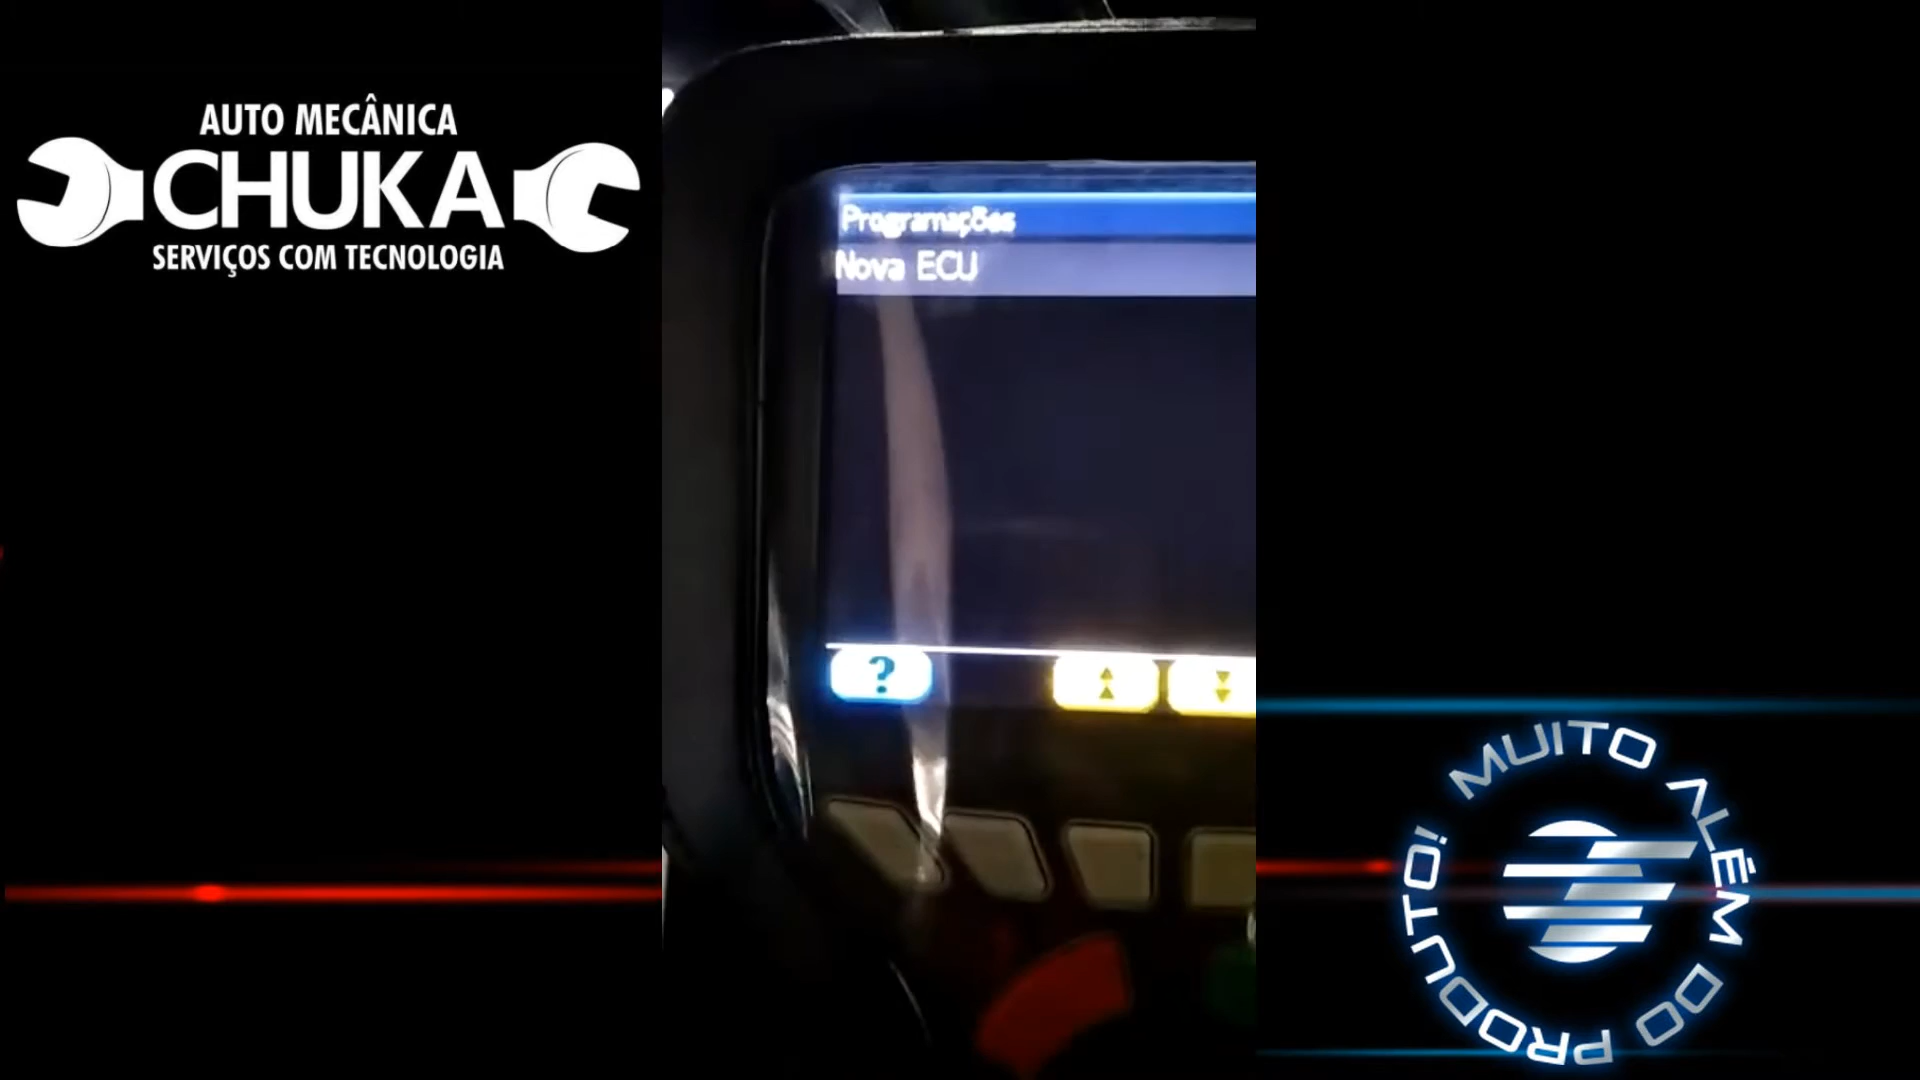 AUTO MECÂNICA
CHUKA
SERVIÇOS COM TECNOLOGIA
Programações
Nova ECU
?
MUITO ALÉM DO PRODUTO!